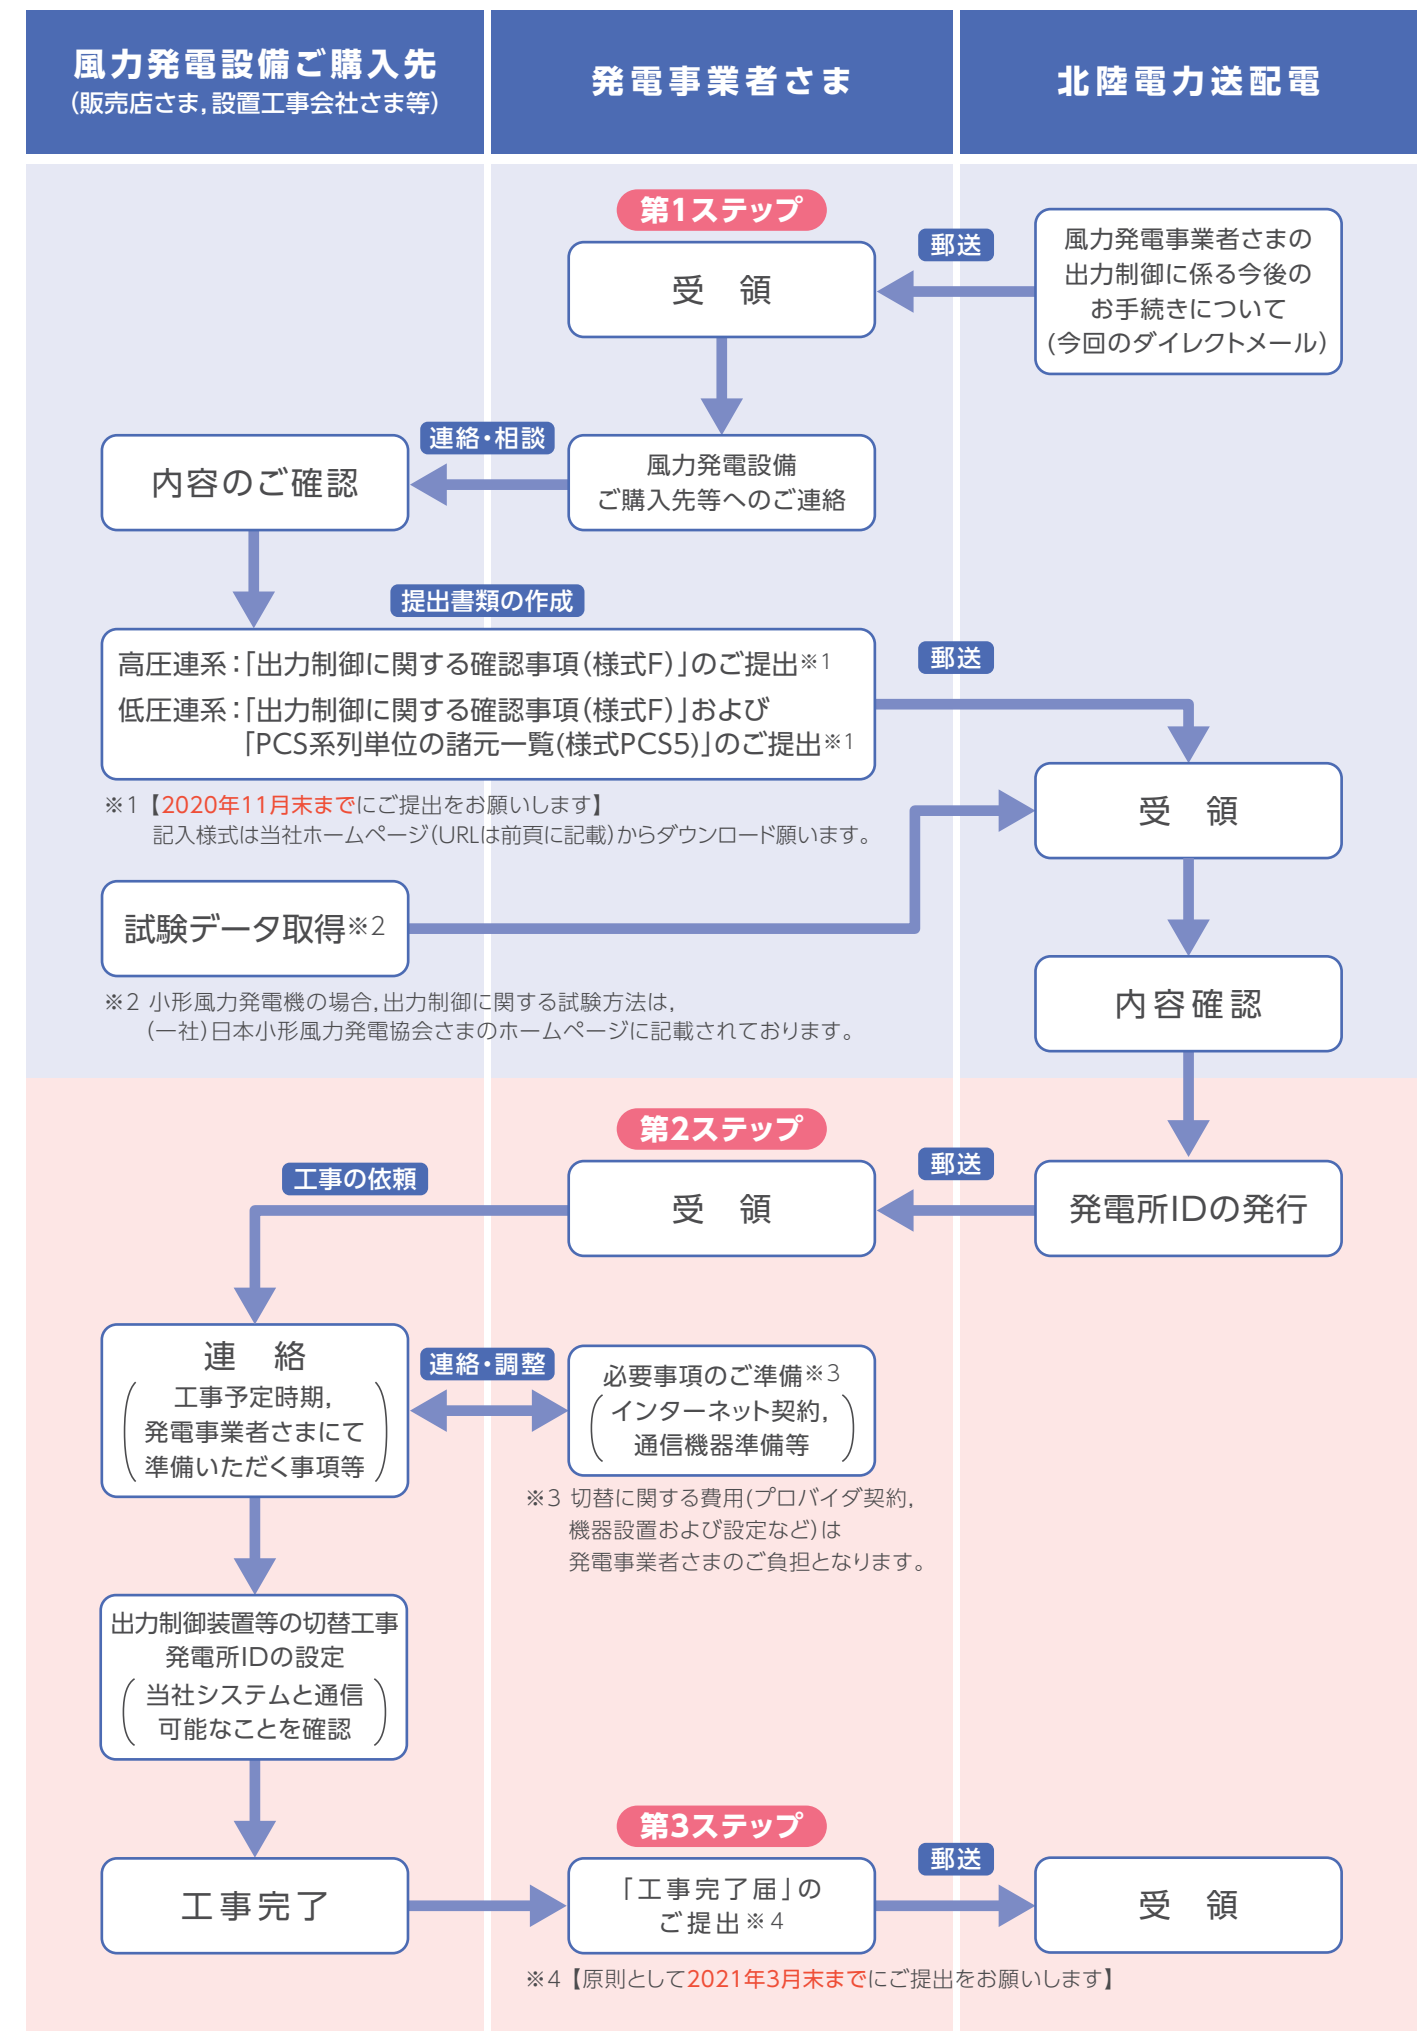 風力発電設備ご購入先
(販売店さま,設置工事会社さま等)
発電事業者さま
北陸電力送配電
第1ステップ
郵送
風力発電事業者さまの
出力制御に係る今後の
お手続きについて
(今回のダイレクトメール)
受　領
連絡・相談
内容のご確認
風力発電設備
ご購入先等へのご連絡
提出書類の作成
高圧連系：「出力制御に関する確認事項(様式F)」のご提出※1
低圧連系：「出力制御に関する確認事項(様式F)」および
「PCS系列単位の諸元一覧(様式PCS5)」のご提出※1
郵送
※1【2020年11月末までにご提出をお願いします】
記入様式は当社ホームページ(URLは前頁に記載)からダウンロード願います。
受　領
試験データ取得※2
※2 小形風力発電機の場合,出力制御に関する試験方法は,
(一社)日本小形風力発電協会さまのホームページに記載されております。
内容確認
第2ステップ
郵送
工事の依頼
受　領
発電所IDの発行
連　絡
工事予定時期,
発電事業者さまにて
準備いただく事項等
連絡・調整
必要事項のご準備※3
インターネット契約,
通信機器準備等
※3 切替に関する費用(プロバイダ契約,
機器設置および設定など)は
発電事業者さまのご負担となります。
出力制御装置等の切替工事
発電所IDの設定
当社システムと通信
可能なことを確認
第3ステップ
郵送
工事完了
「工事完了届」の
ご提出※4
受　領
※4【原則として2021年3月末までにご提出をお願いします】